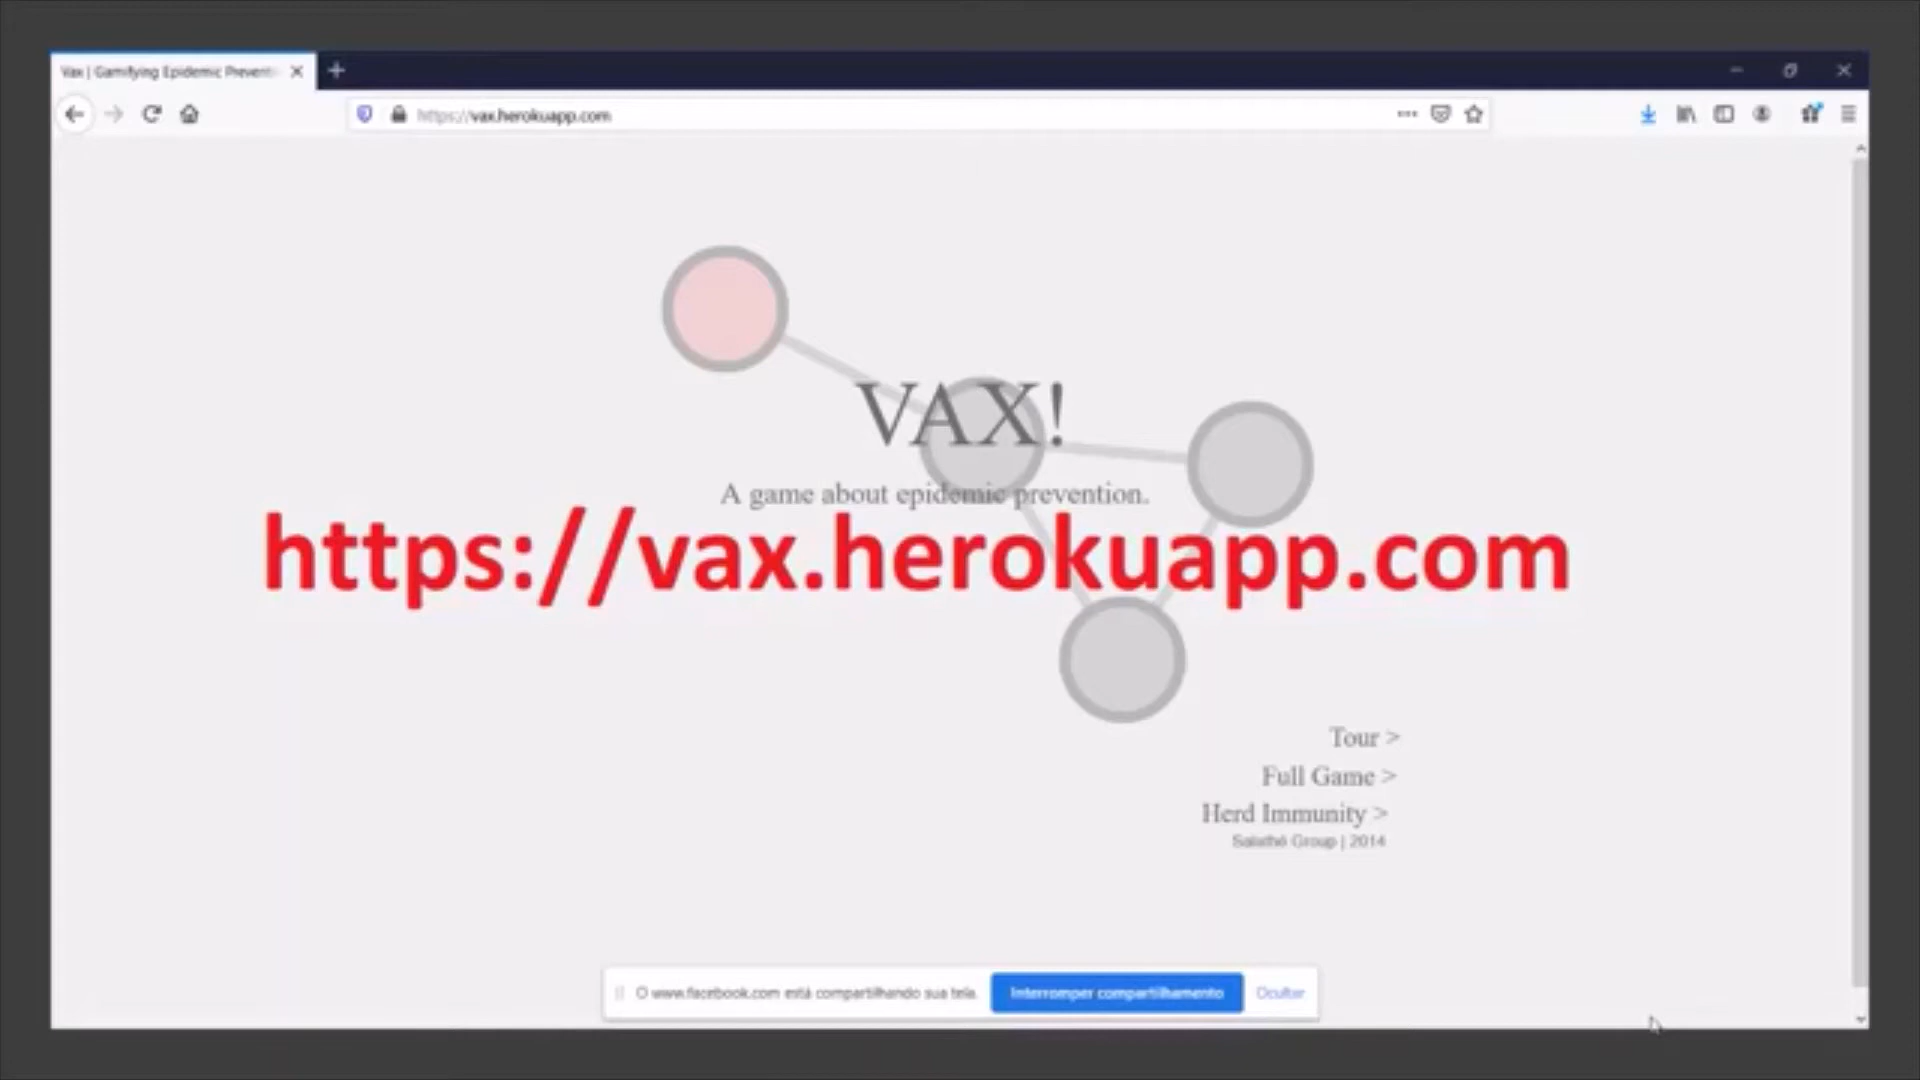 Vax | Gamifying Epidemic Preventi
https://vax.herokuapp.com
VAX!
A game about epidemic prevention.
https://vax.herokuapp.com
Tour >
Full Game >
Herd Immunity >
Salathé Group | 2014
O www.facebook.com está compartilhando sua tela. Interromper compartilhamento Ocultar